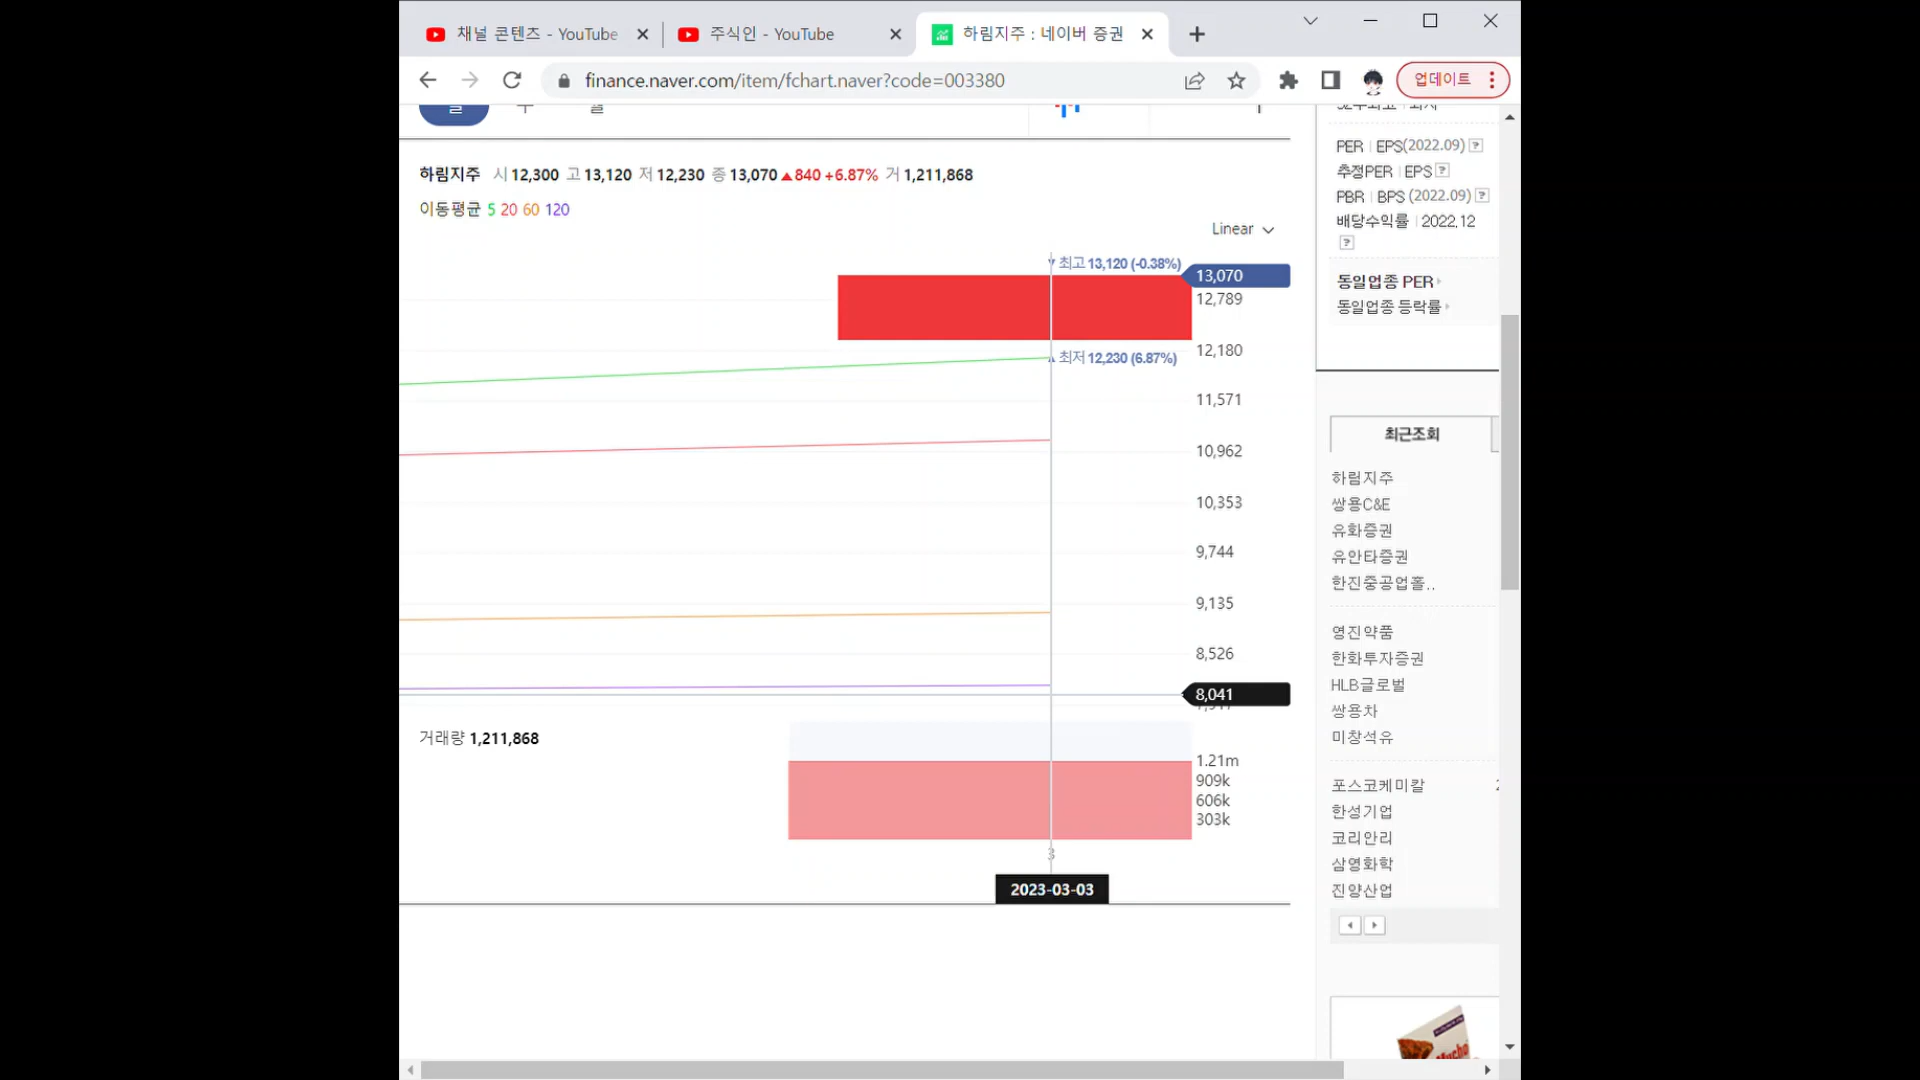 채널 콘텐츠 - YouTube
주식인 - YouTube
하림지주 : 네이버 증권
finance.naver.com/item/fchart.naver?code=003380
업데이트
하림지주 시 12,300 고 13,120 저 12,230 종 13,070 ▲840 +6.87% 거 1,211,868
이동평균 5 20 60 120
Linear
최고 13,120 (-0.38%)
13,070
12,789
12,180
최저 12,230 (6.87%)
11,571
10,962
10,353
9,744
9,135
8,526
8,041
거래량 1,211,868
1.21m
909k
606k
303k
3
2023-03-03
PER | EPS(2022.09) ?
추정PER | EPS ?
PBR | BPS (2022.09) ?
배당수익률 | 2022.12
?
동일업종 PER
동일업종 등락률
최근조회
하림지주
쌍용C&E
유화증권
유안타증권
한진중공업홀..
영진약품
한화투자증권
HLB글로벌
쌍용차
미창석유
포스코케미칼
한성기업
코리안리
삼영화학
진양산업